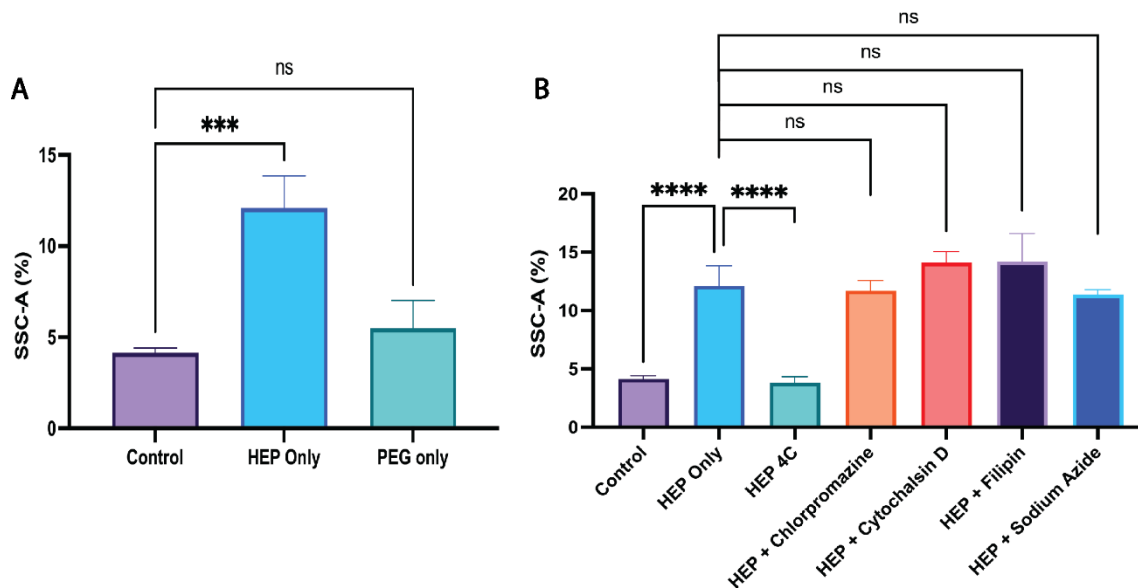 A
ns
***
SSC-A (%)
15
10
5
0
Control
HEP Only
PEG only
B
ns
ns
ns
ns
****
****
SSC-A (%)
20
15
10
5
0
Control
HEP Only
HEP 4C
HEP + Chlorpromazine
HEP + Cytochalsin D
HEP + Filipin
HEP + Sodium Azide